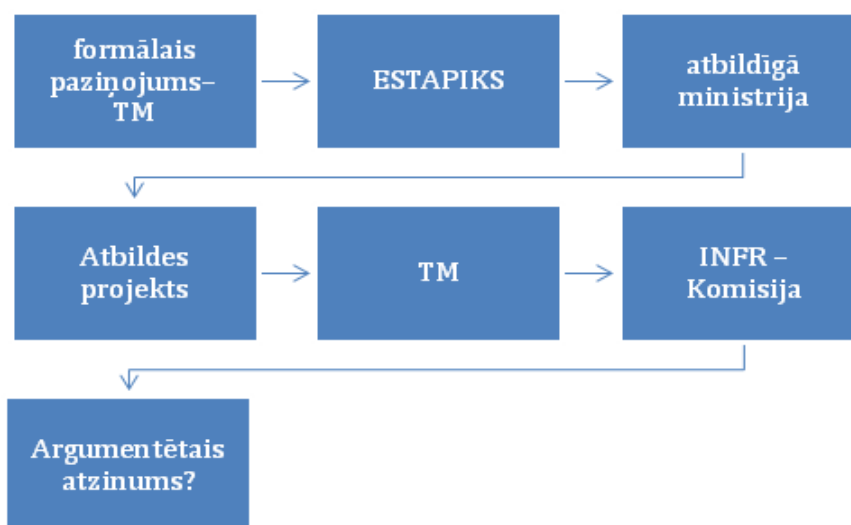 formālais
paziņojums–
TM
ESTAPIKS
atbildīgā
ministrija
Atbildes
projekts
TM
INFR –
Komisija
Argumentētais
atzinums?